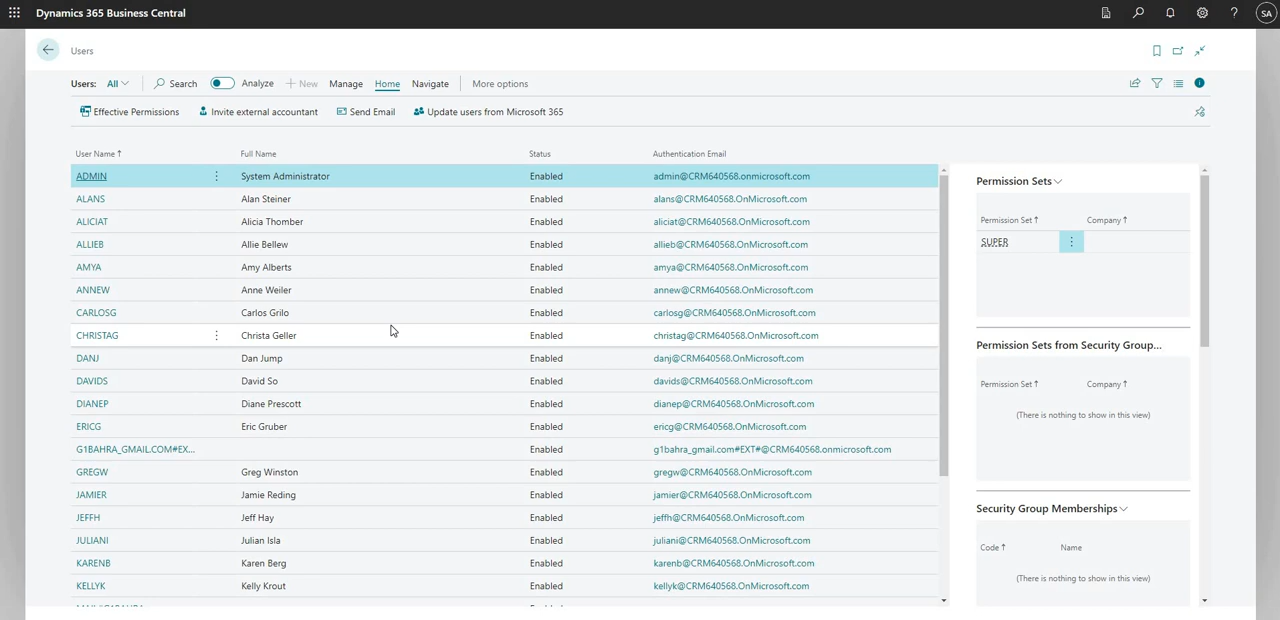 Dynamics 365 Business Central
SA
Users
Users: All Search Analyze New Manage Home Navigate More options
Effective Permissions Invite external accountant Send Email Update users from Microsoft 365
User Name ↑ Full Name Status Authentication Email
ADMIN System Administrator Enabled admin@CRM640568.onmicrosoft.com
ALANS Alan Steiner Enabled alans@CRM640568.OnMicrosoft.com
ALICIAT Alicia Thomber Enabled aliciat@CRM640568.OnMicrosoft.com
ALLIEB Allie Bellew Enabled allieb@CRM640568.OnMicrosoft.com
AMYA Amy Alberts Enabled amya@CRM640568.OnMicrosoft.com
ANNEW Anne Weiler Enabled annew@CRM640568.OnMicrosoft.com
CARLOSG Carlos Grilo Enabled carlosg@CRM640568.OnMicrosoft.com
CHRISTAG Christa Geller Enabled christag@CRM640568.OnMicrosoft.com
DANJ Dan Jump Enabled danj@CRM640568.OnMicrosoft.com
DAVIDS David So Enabled davids@CRM640568.OnMicrosoft.com
DIANEP Diane Prescott Enabled dianep@CRM640568.OnMicrosoft.com
ERICG Eric Gruber Enabled ericg@CRM640568.OnMicrosoft.com
G1BAHRA_GMAIL.COM#EX... Enabled g1bahra_gmail.com#EXT#@CRM640568.onmicrosoft.com
GREGW Greg Winston Enabled gregw@CRM640568.OnMicrosoft.com
JAMIER Jamie Reding Enabled jamier@CRM640568.OnMicrosoft.com
JEFFH Jeff Hay Enabled jeffh@CRM640568.OnMicrosoft.com
JULIANI Julian Isla Enabled juliani@CRM640568.OnMicrosoft.com
KARENB Karen Berg Enabled karenb@CRM640568.OnMicrosoft.com
KELLYK Kelly Krout Enabled kellyk@CRM640568.OnMicrosoft.com
Permission Sets
Permission Set ↑ Company ↑
SUPER
Permission Sets from Security Group...
Permission Set ↑ Company ↑
(There is nothing to show in this view)
Security Group Memberships
Code ↑ Name
(There is nothing to show in this view)